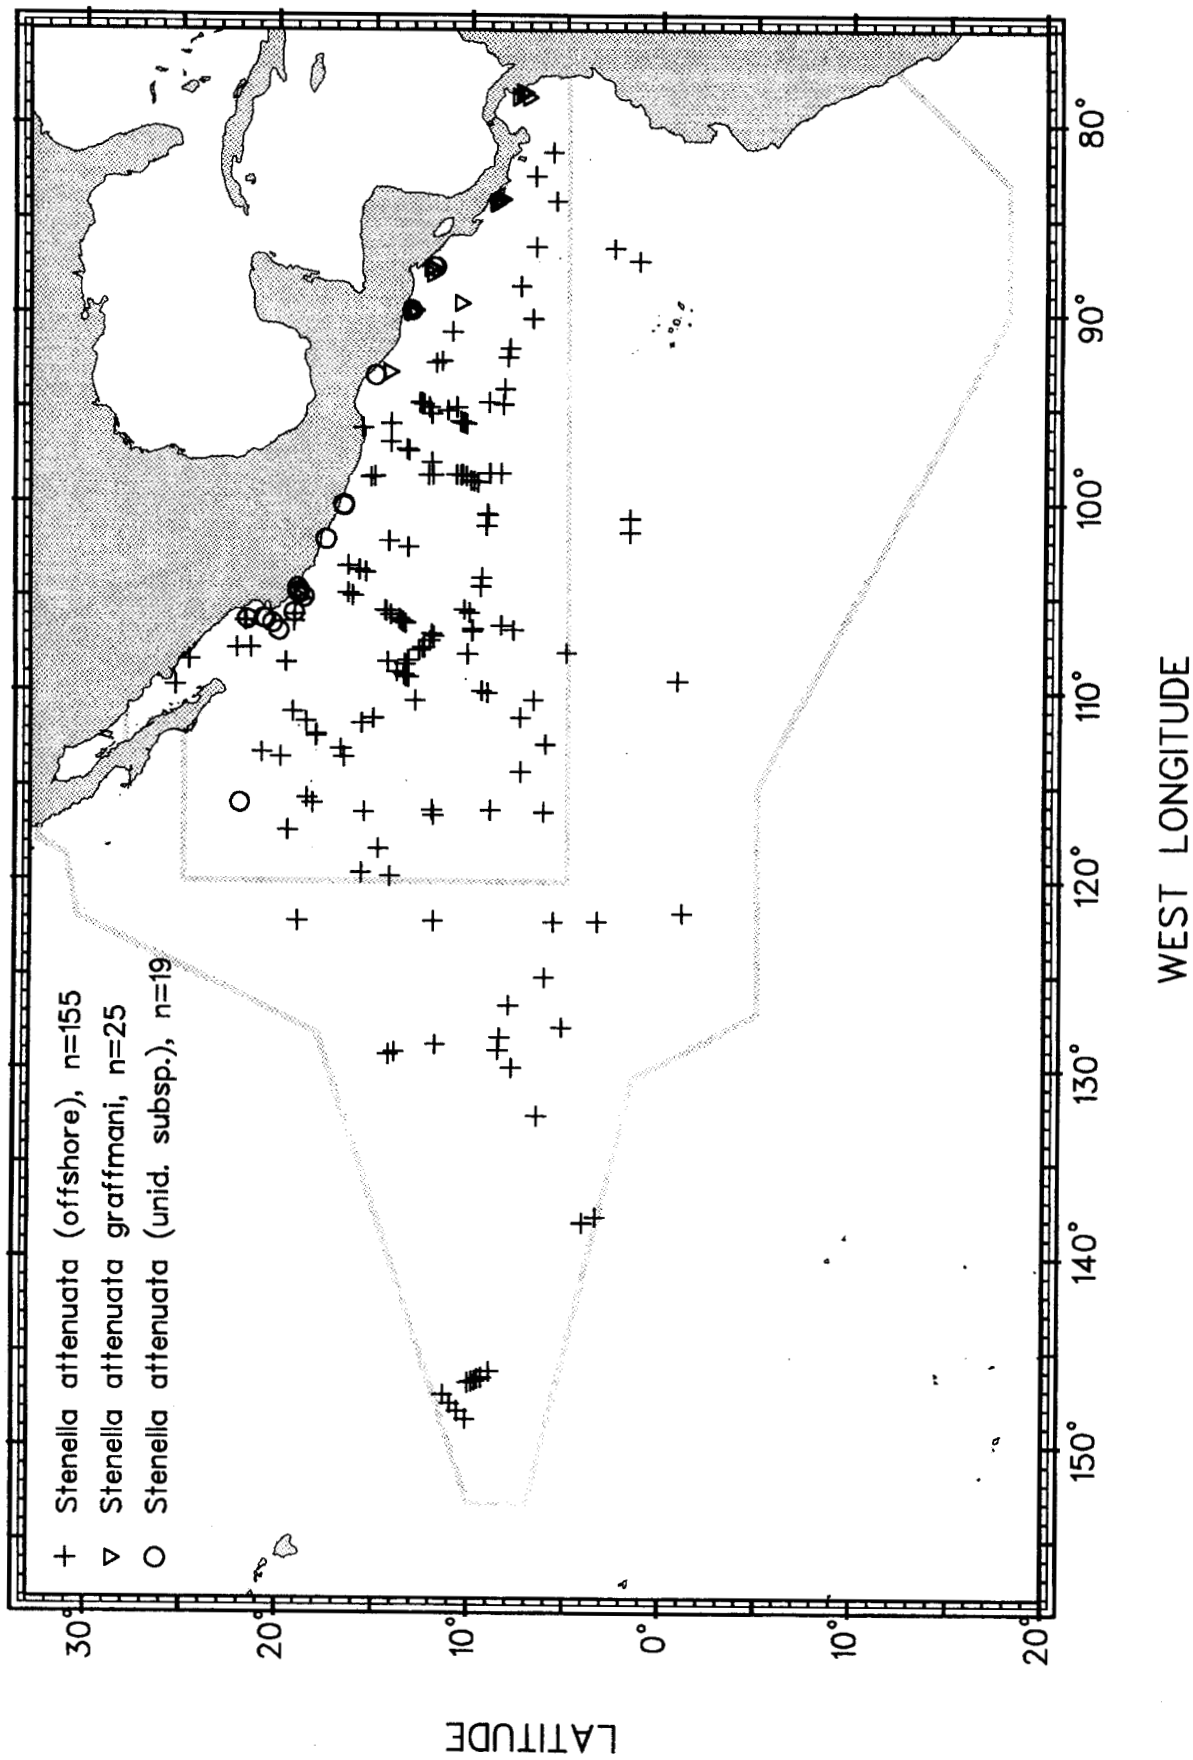 + Stenella attenuata (offshore), n=155
▽ Stenella attenuata graffmani, n=25
○ Stenella attenuata (unid. subsp.), n=19
30°
20°
10°
0°
10°
20°
LATITUDE
150°
140°
130°
120°
110°
100°
90°
80°
WEST LONGITUDE